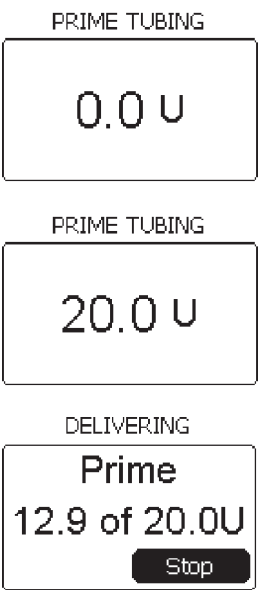 PRIME TUBING
0.0 U
PRIME TUBING
20.0 U
DELIVERING
Prime
12.9 of 20.0U
Stop